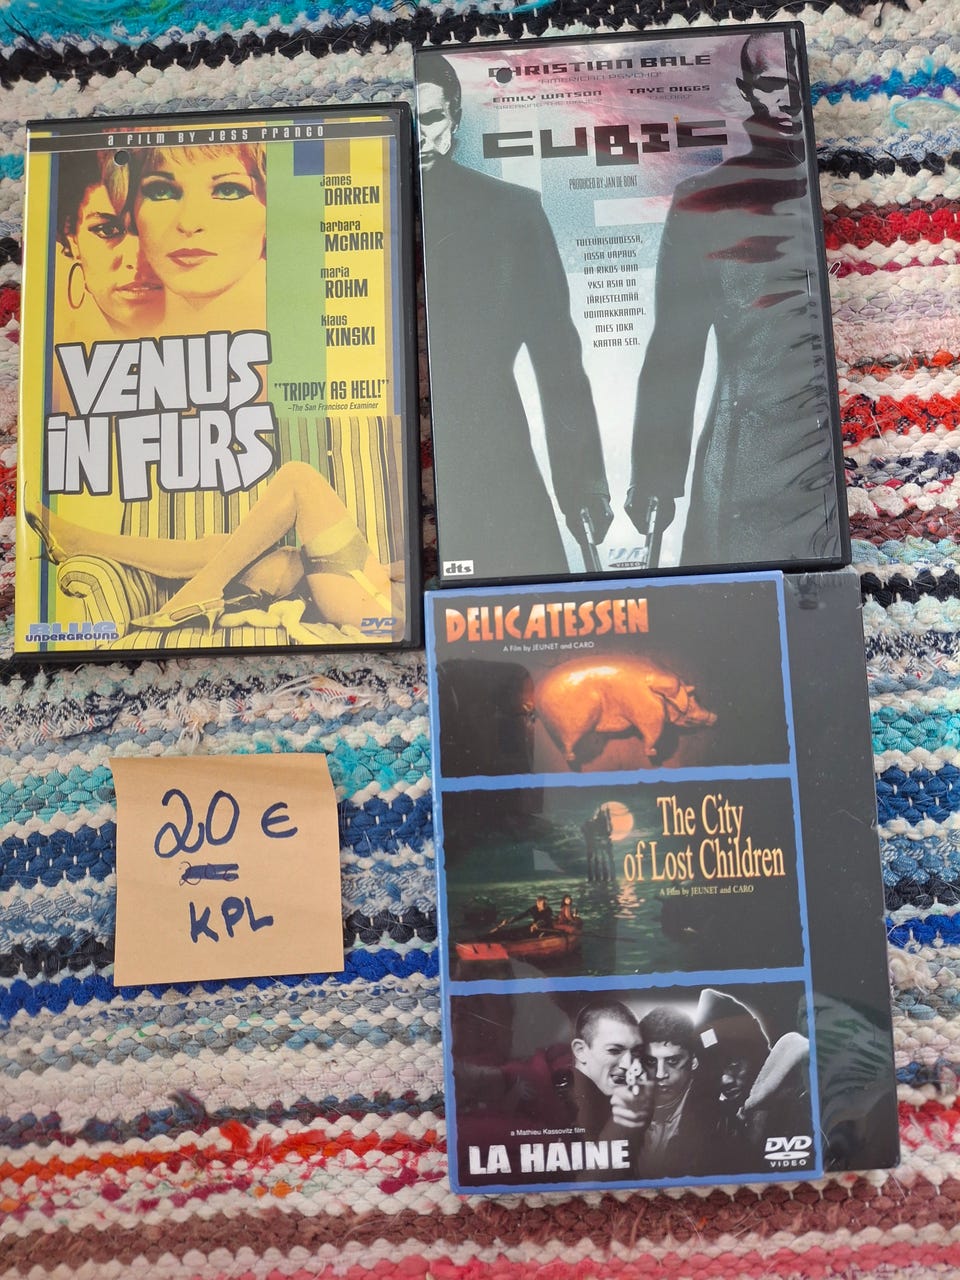 A FILM BY JESS FRANCO
james
DARREN
barbara
McNAIR
maria
ROHM
klaus
KINSKI
VENUS
iN FURS
"TRIPPY AS HELL!"
–The San Francisco Examiner
BLUE
UNDERGROUND
DVD
CHRISTIAN BALE
"AMERICAN PSYCHO"
EMILY WATSON TAYE DIGGS
CUBIC
PRODUCED BY JAN DE BONT
TULEVAISUUDESSA,
JOSSA VAPAUS
ON RIKOS VAIN
YKSI ASIA ON
JÄRJESTELMÄÄ
VOIMAKKAAMPI.
MIES JOKA
KAATAA SEN.
dts
DVD
VIDEO
DELICATESSEN
A Film by JEUNET and CARO
The City
of Lost Children
A Film by JEUNET and CARO
a Mathieu Kassovitz film
LA HAINE
DVD
VIDEO
20 €
KPL